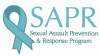 SAPR
Sexual Assault Prevention
& Response Program